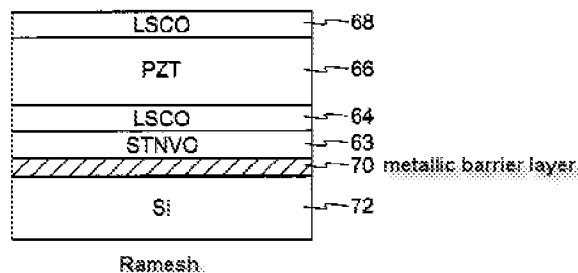 LSCO 68
PZT 66
LSCO 64
STNVO 63
70 metallic barrier layer
Si 72
Ramesh